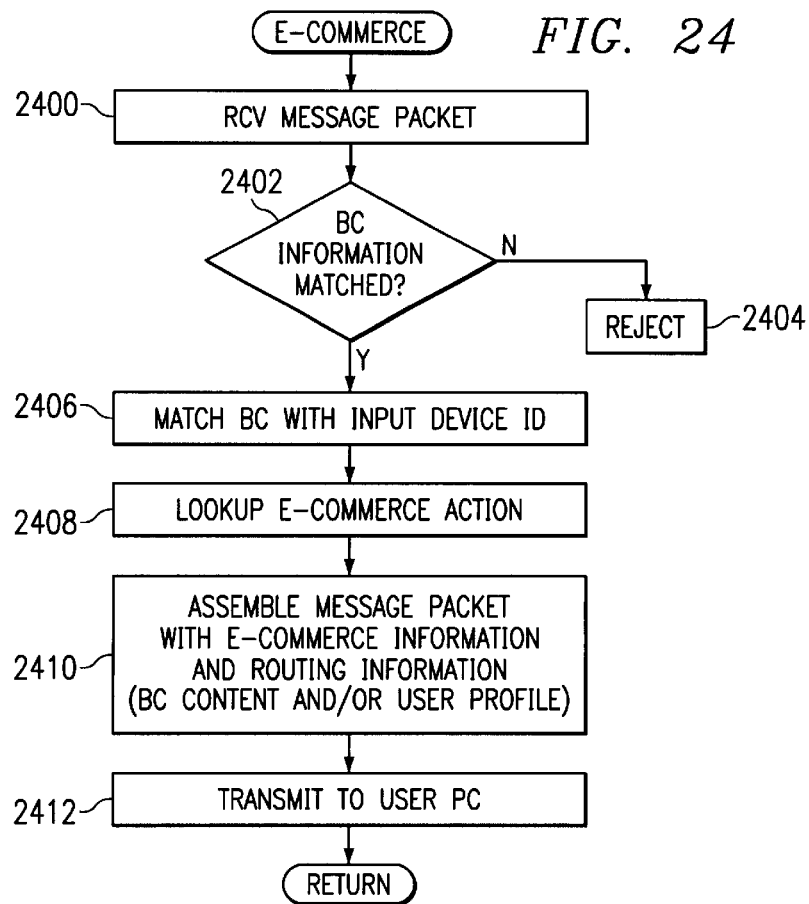 E-COMMERCE
FIG. 24
2400
RCV MESSAGE PACKET
2402
BC
INFORMATION
MATCHED?
N
REJECT
2404
Y
2406
MATCH BC WITH INPUT DEVICE ID
2408
LOOKUP E-COMMERCE ACTION
2410
ASSEMBLE MESSAGE PACKET
WITH E-COMMERCE INFORMATION
AND ROUTING INFORMATION
(BC CONTENT AND/OR USER PROFILE)
2412
TRANSMIT TO USER PC
RETURN